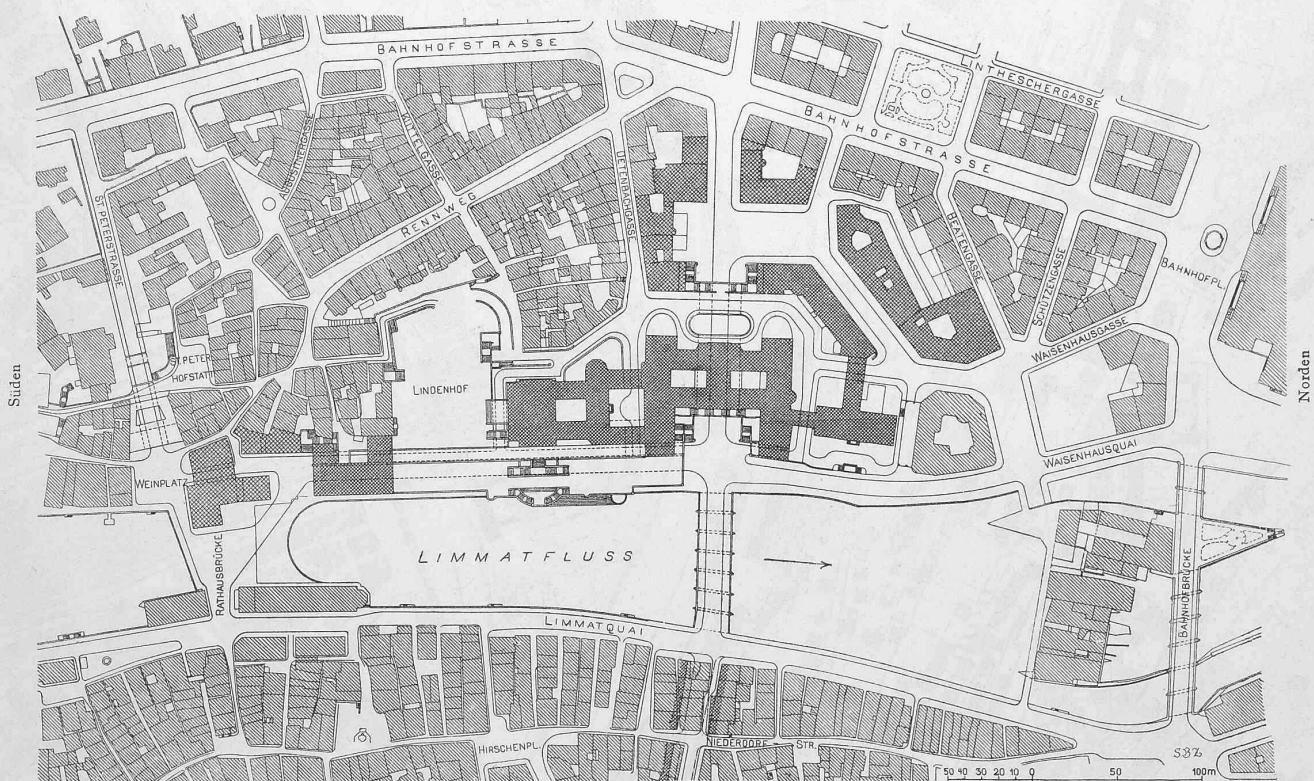 BAHNHOFSTRASSE
LINTHESCHERGASSE
BAHNHOFSTRASSE
AUGUSTINERGASSE
KUTTELGASSE
OETENBACHGASSE
RENNWEG
ST. PETERSTRASSE
BEATENGASSE
SCHÜTZENGASSE
BAHNHOFPL.
WAISENHAUSGASSE
ST. PETER
HOFSTATT
Süden
LINDENHOF
Norden
WAISENHAUSQUAI
WEINPLATZ
RATHAUSBRÜCKE
LIMMATFLUSS
BAHNHOFBRÜCKE
LIMMATQUAI
HIRSCHENPL.
NIEDERDORF STR.
SBZ
50 40 30 20 10 0 50 100m